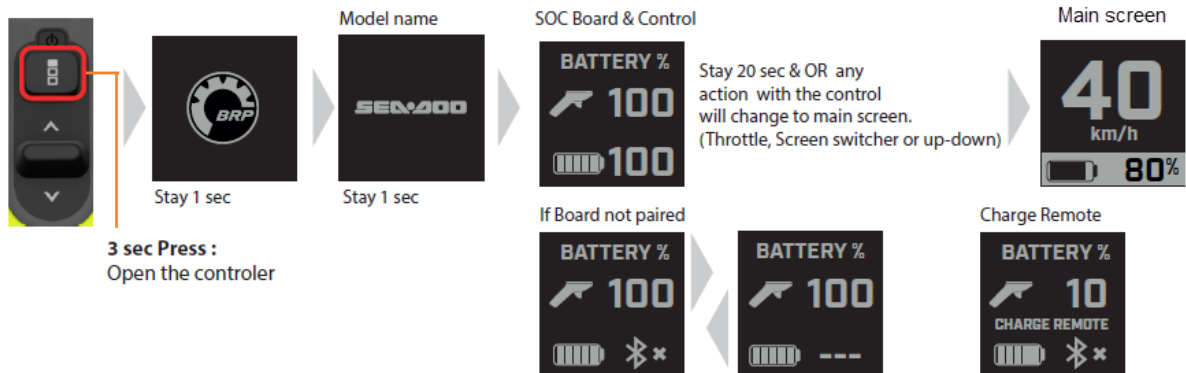 Model name
SOC Board & Control
Main screen
BRP
SEA·DOO
BATTERY %
100
100
Stay 20 sec & OR any
action with the control
will change to main screen.
(Throttle, Screen switcher or up-down)
40
km/h
80%
Stay 1 sec
Stay 1 sec
3 sec Press :
Open the controler
If Board not paired
Charge Remote
BATTERY %
100
BATTERY %
100
---
BATTERY %
10
CHARGE REMOTE